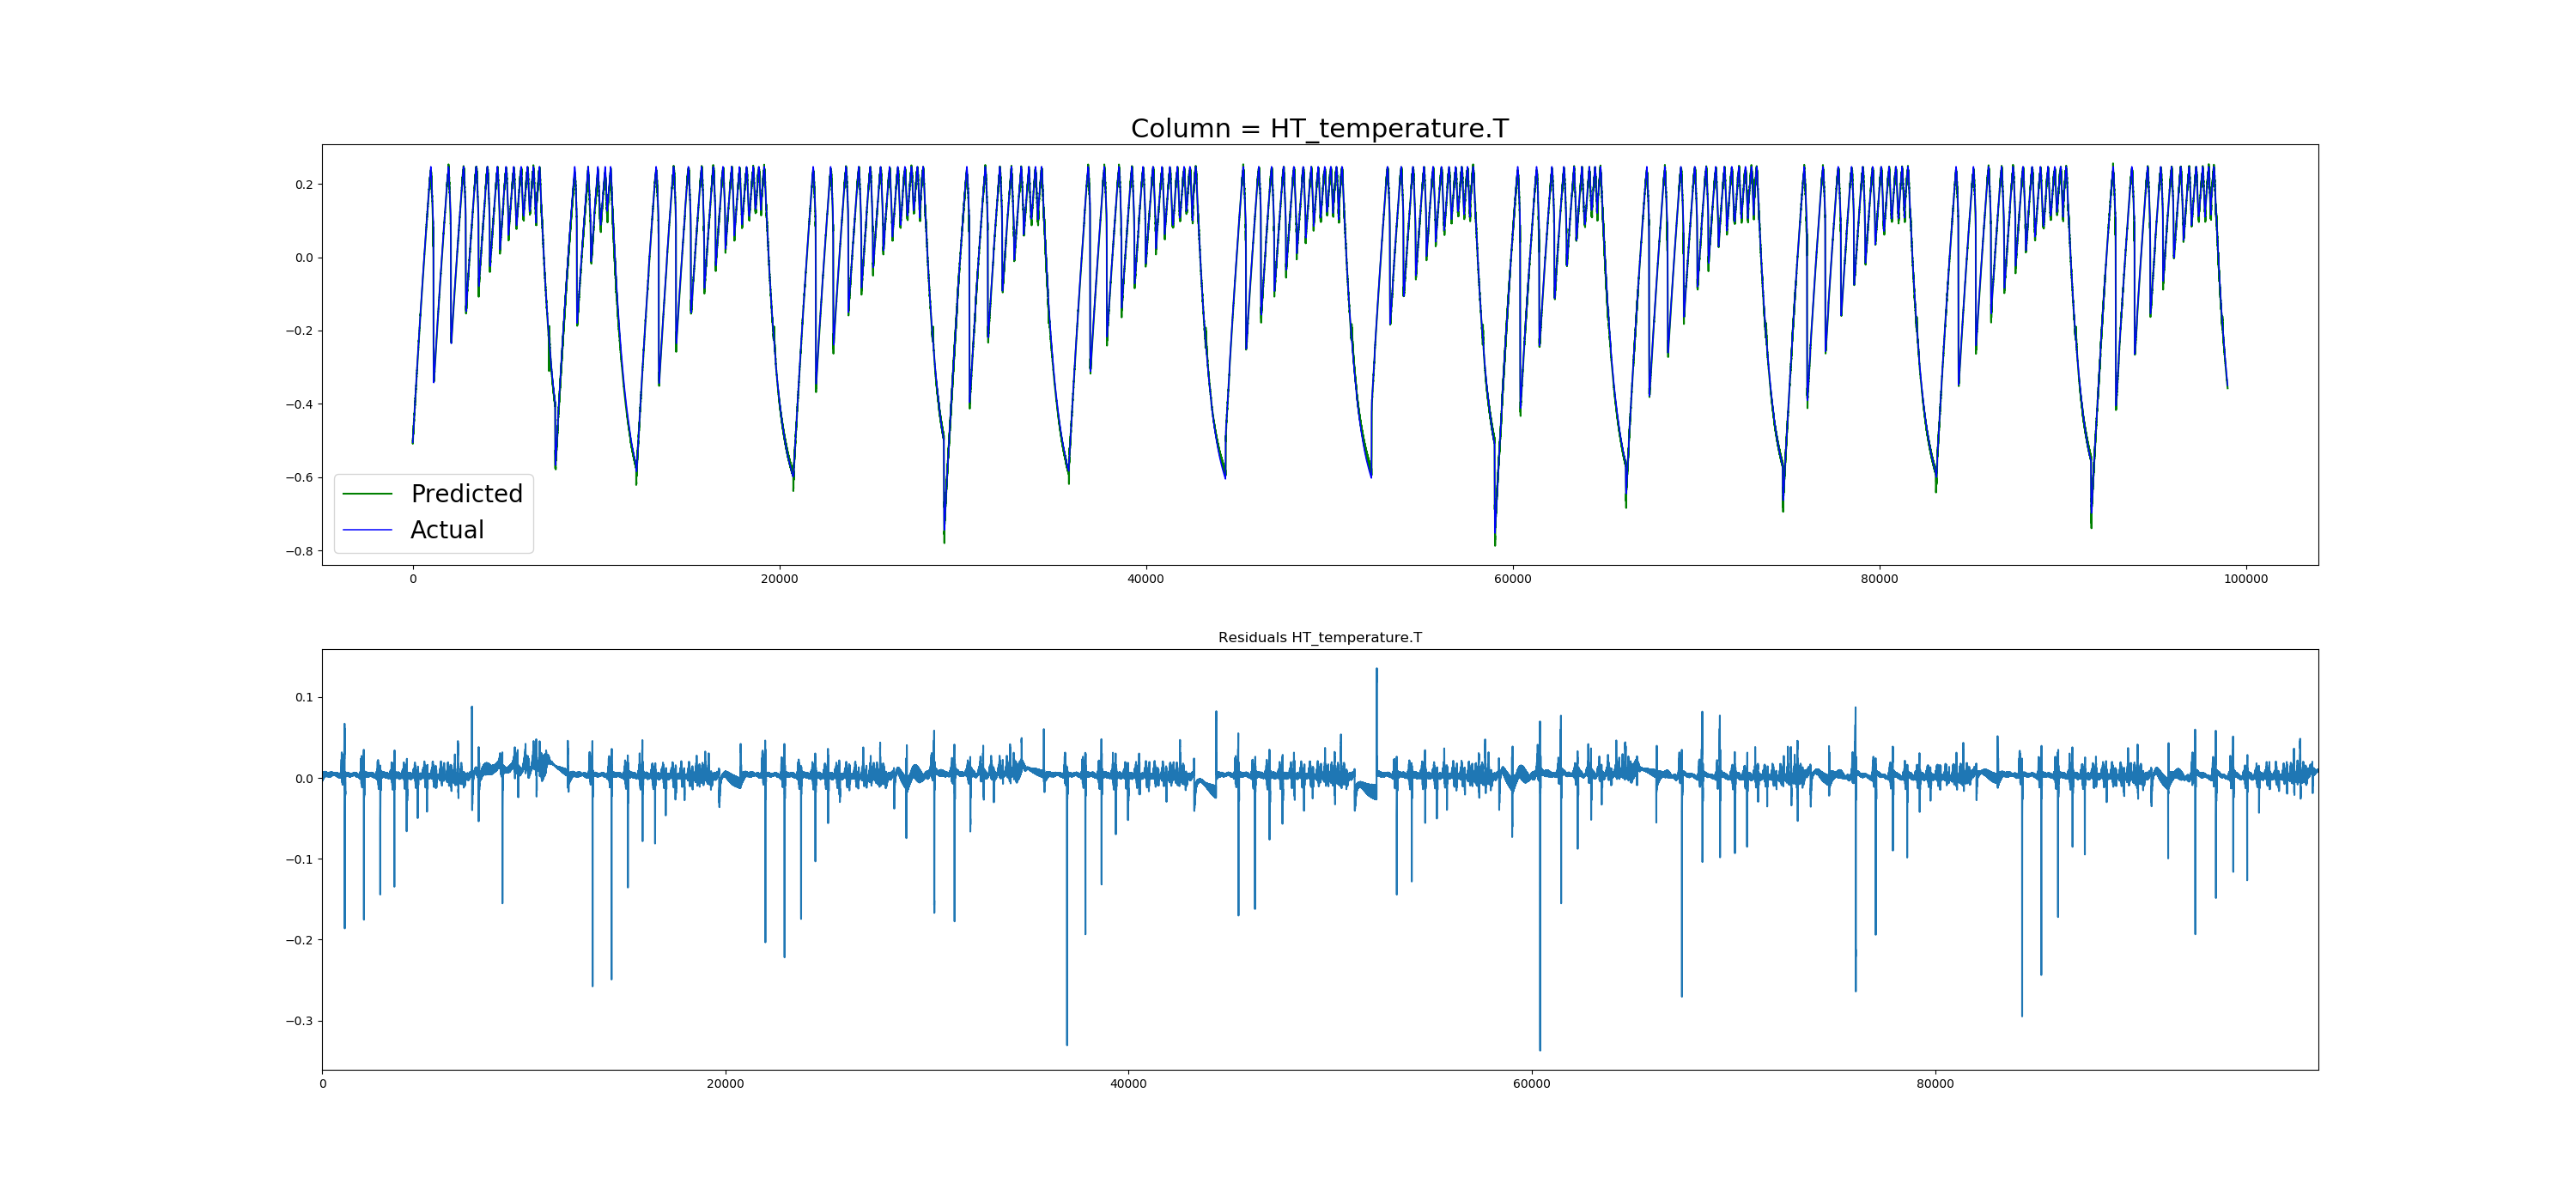 Column = HT_temperature.T
0.2
0.0
−0.2
−0.4
−0.6
−0.8
Predicted
Actual
0 20000 40000 60000 80000 100000
Residuals HT_temperature.T
0.1
0.0
−0.1
−0.2
−0.3
0 20000 40000 60000 80000